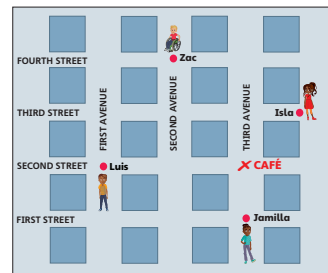 Zac
FOURTH STREET
FIRST AVENUE
SECOND AVENUE
THIRD AVENUE
THIRD STREET
Isla
SECOND STREET
Luis
X CAFÉ
FIRST STREET
Jamilla